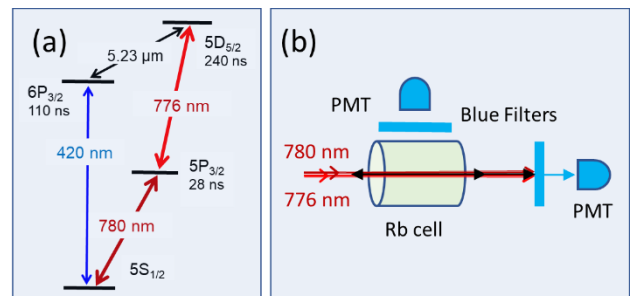 (a)
5D5/2
240 ns
5.23 µm
6P3/2
110 ns
776 nm
420 nm
5P3/2
28 ns
780 nm
5S1/2
(b)
PMT
Blue Filters
780 nm
776 nm
Rb cell
PMT